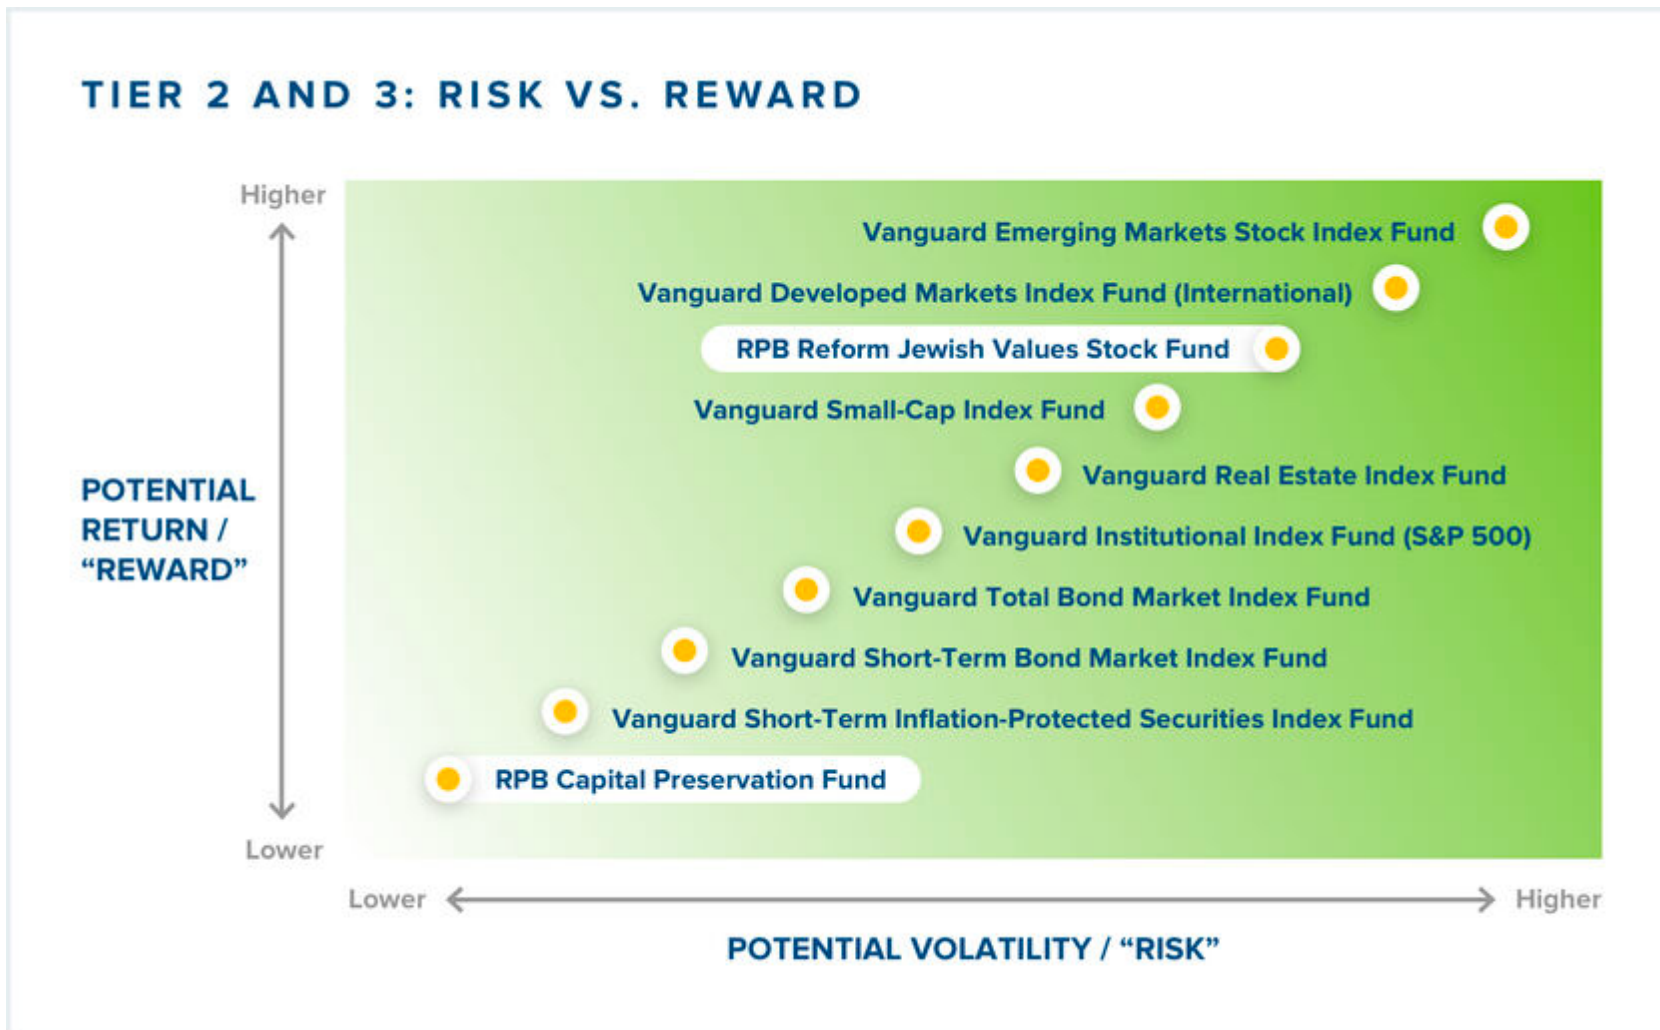 TIER 2 AND 3: RISK VS. REWARD
Higher
Vanguard Emerging Markets Stock Index Fund
Vanguard Developed Markets Index Fund (International)
RPB Reform Jewish Values Stock Fund
Vanguard Small-Cap Index Fund
Vanguard Real Estate Index Fund
POTENTIAL
RETURN /
“REWARD”
Vanguard Institutional Index Fund (S&P 500)
Vanguard Total Bond Market Index Fund
Vanguard Short-Term Bond Market Index Fund
Vanguard Short-Term Inflation-Protected Securities Index Fund
RPB Capital Preservation Fund
Lower
Lower
Higher
POTENTIAL VOLATILITY / “RISK”